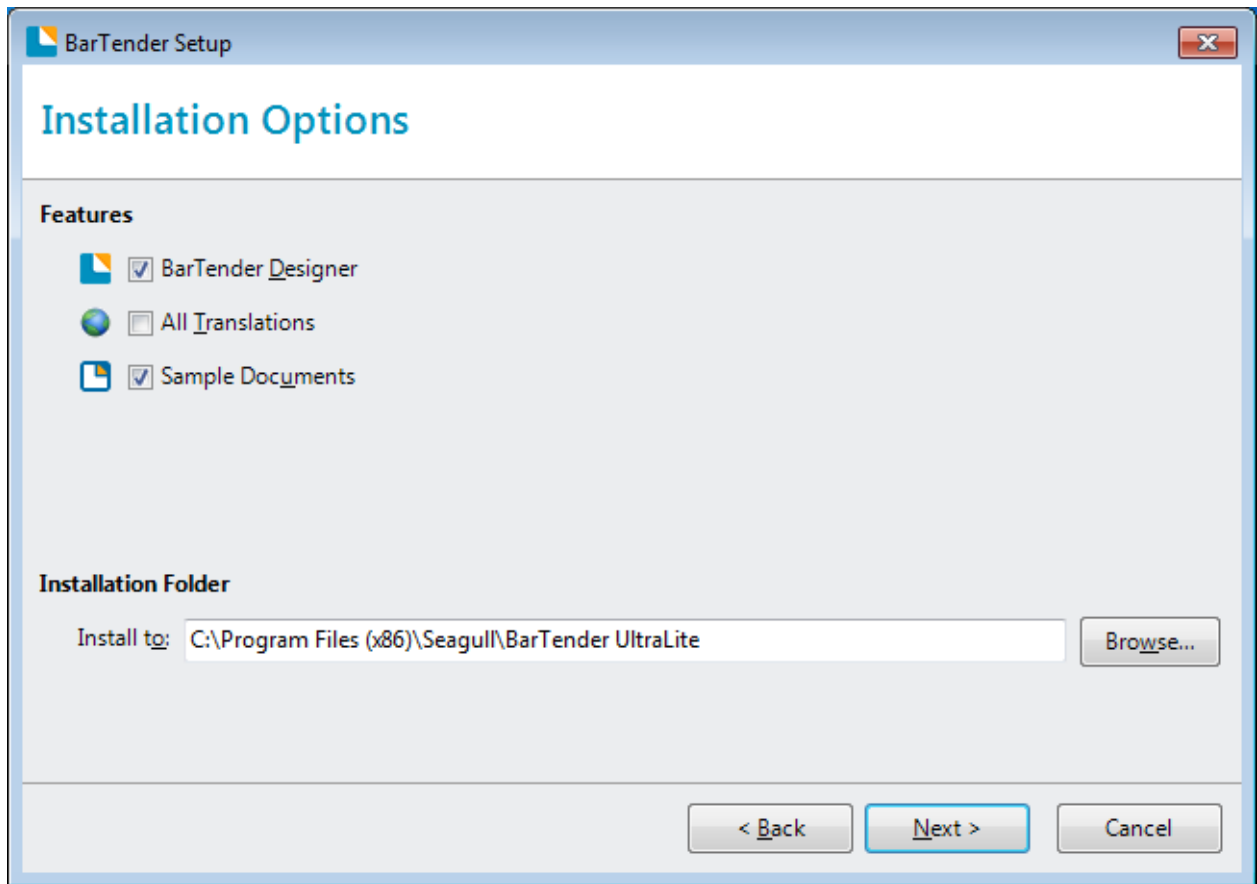 BarTender Setup
Installation Options
Features
BarTender Designer
All Translations
Sample Documents
Installation Folder
Install to: C:\Program Files (x86)\Seagull\BarTender UltraLite Browse...
< Back Next > Cancel